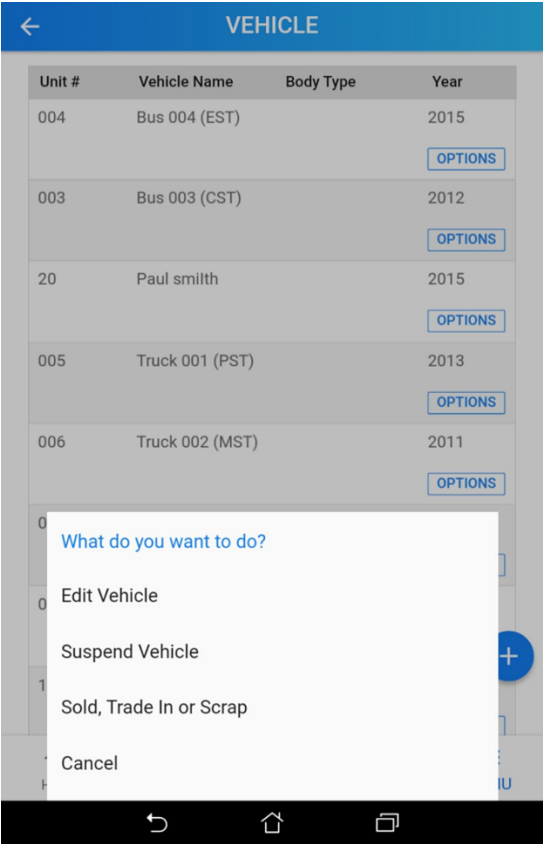 VEHICLE
Unit # Vehicle Name Body Type Year
004 Bus 004 (EST) 2015
OPTIONS
003 Bus 003 (CST) 2012
OPTIONS
20 Paul smilth 2015
OPTIONS
005 Truck 001 (PST) 2013
OPTIONS
006 Truck 002 (MST) 2011
OPTIONS
What do you want to do?
Edit Vehicle
Suspend Vehicle
Sold, Trade In or Scrap
Cancel